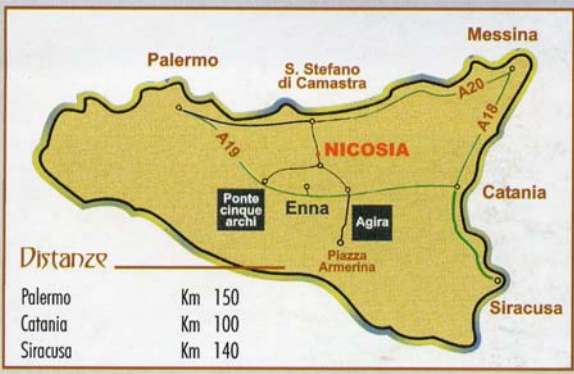 Messina
Palermo
S. Stefano
di Camastra
A20
A18
A19
NICOSIA
Ponte
cinque
archi
Enna
Agira
Catania
Piazza
Armerina
Siracusa
Distanze
Palermo Km 150
Catania Km 100
Siracusa Km 140